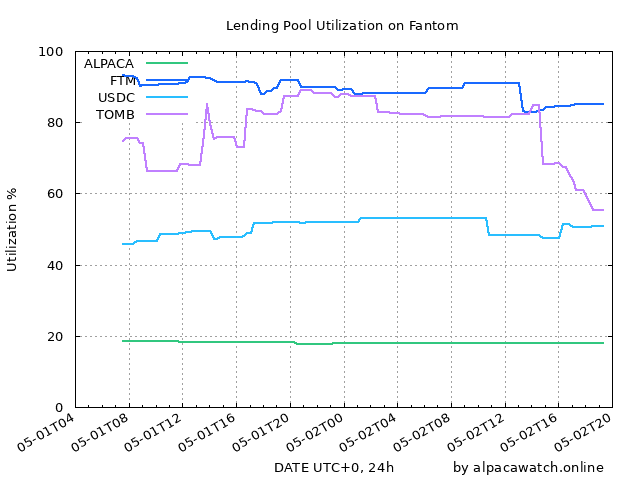 Lending Pool Utilization on Fantom
100
80
60
40
20
0
Utilization %
ALPACA
FTM
USDC
TOMB
05-01T04
05-01T08
05-01T12
05-01T16
05-01T20
05-02T00
05-02T04
05-02T08
05-02T12
05-02T16
05-02T20
DATE UTC+0, 24h
by alpacawatch.online